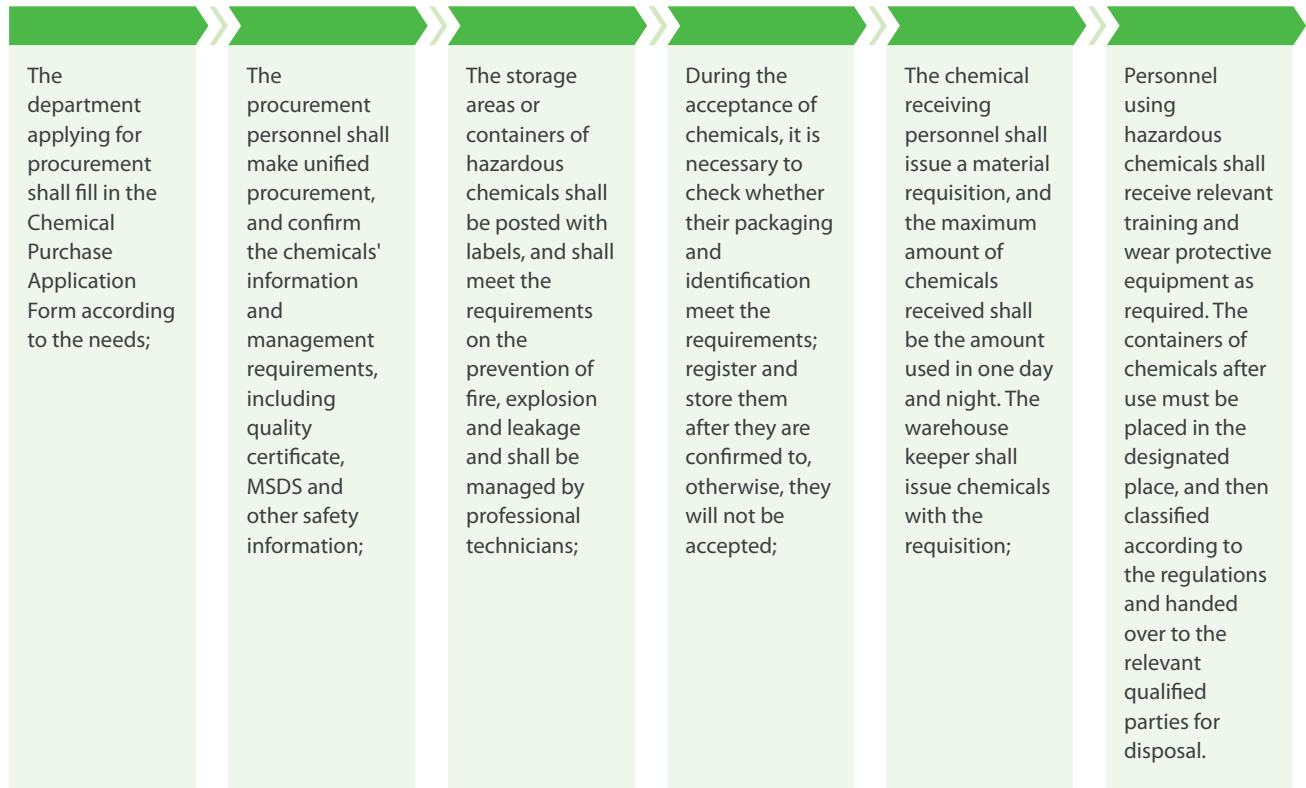 The
department
applying for
procurement
shall fill in the
Chemical
Purchase
Application
Form according
to the needs;
The
procurement
personnel shall
make unified
procurement,
and confirm
the chemicals'
information
and
management
requirements,
including
quality
certificate,
MSDS and
other safety
information;
The storage
areas or
containers of
hazardous
chemicals shall
be posted with
labels, and shall
meet the
requirements
on the
prevention of
fire, explosion
and leakage
and shall be
managed by
professional
technicians;
During the
acceptance of
chemicals, it is
necessary to
check whether
their packaging
and
identification
meet the
requirements;
register and
store them
after they are
confirmed to,
otherwise, they
will not be
accepted;
The chemical
receiving
personnel shall
issue a material
requisition, and
the maximum
amount of
chemicals
received shall
be the amount
used in one day
and night. The
warehouse
keeper shall
issue chemicals
with the
requisition;
Personnel
using
hazardous
chemicals shall
receive relevant
training and
wear protective
equipment as
required. The
containers of
chemicals after
use must be
placed in the
designated
place, and then
classified
according to
the regulations
and handed
over to the
relevant
qualified
parties for
disposal.